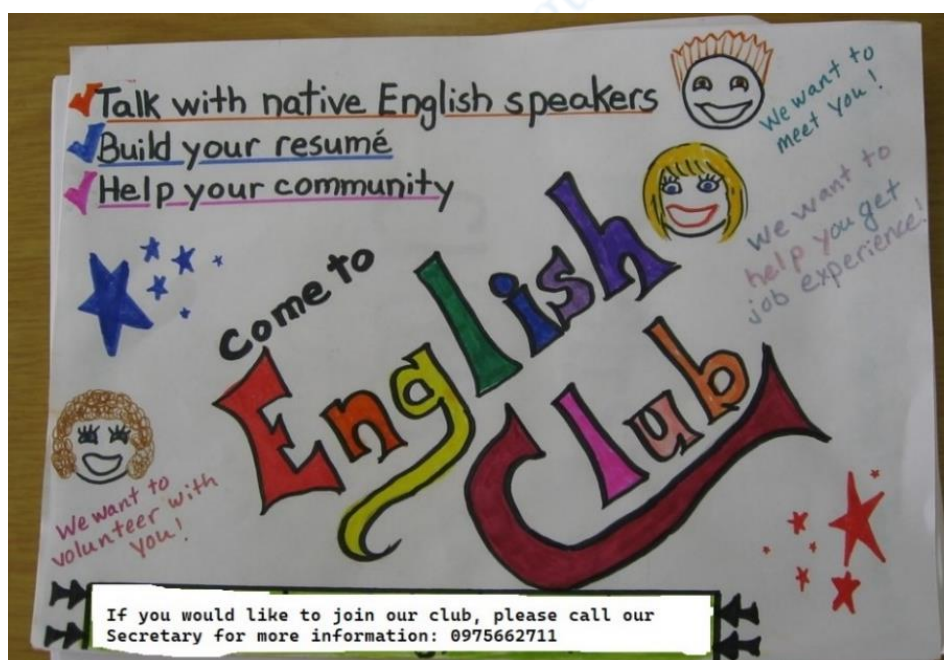 Talk with native English speakers
Build your resumé
Help your community
We want to
meet you!
We want to
help you get
job experience!
Come to
English
Club
We want to
volunteer with
you!
If you would like to join our club, please call our
Secretary for more information: 0975662711